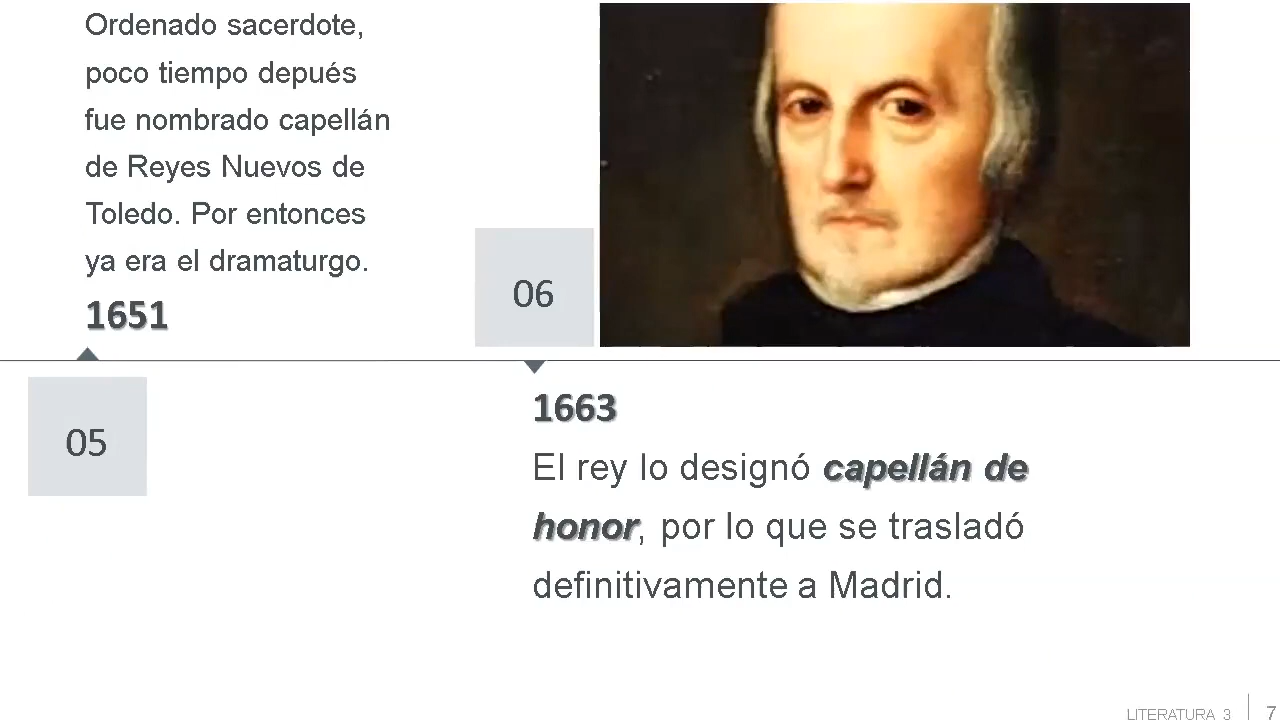 Ordenado sacerdote,
poco tiempo depués
fue nombrado capellán
de Reyes Nuevos de
Toledo. Por entonces
ya era el dramaturgo.
1651
05
06
1663
El rey lo designó capellán de
honor, por lo que se trasladó
definitivamente a Madrid.
LITERATURA 3
7